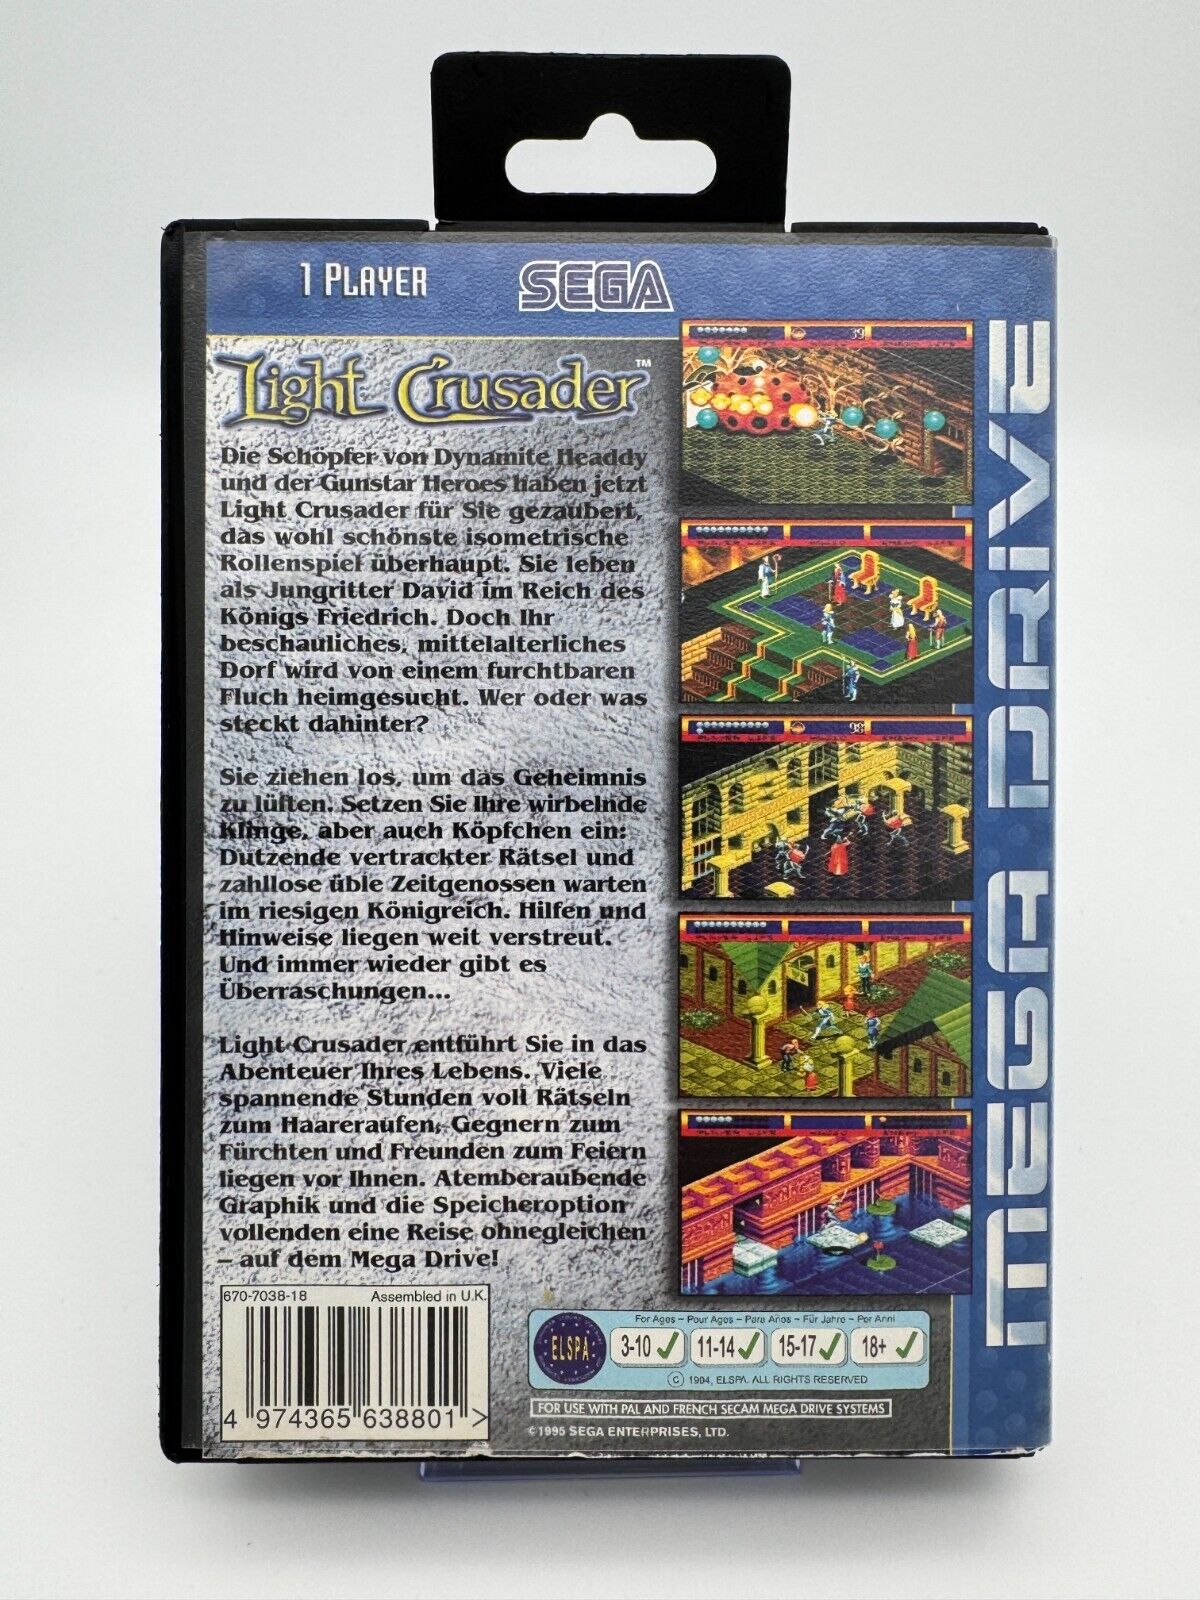 1 PLAYER
SEGA
Light Crusader™
Die Schöpfer von Dynamite Headdy
und der Gunstar Heroes haben jetzt
Light Crusader für Sie gezaubert,
das wohl schönste isometrische
Rollenspiel überhaupt. Sie leben
als Jungritter David im Reich des
Königs Friedrich. Doch Ihr
beschauliches, mittelalterliches
Dorf wird von einem furchtbaren
Fluch heimgesucht. Wer oder was
steckt dahinter?
Sie ziehen los, um das Geheimnis
zu lüften. Setzen Sie Ihre wirbelnde
Klinge, aber auch Köpfchen ein:
Dutzende vertrackter Rätsel und
zahllose üble Zeitgenossen warten
im riesigen Königreich. Hilfen und
Hinweise liegen weit verstreut.
Und immer wieder gibt es
Überraschungen...
Light Crusader entführt Sie in das
Abenteuer Ihres Lebens. Viele
spannende Stunden voll Rätseln
zum Haareraufen, Gegnern zum
Fürchten und Freunden zum Feiern
liegen vor Ihnen. Atemberaubende
Graphik und die Speicheroption
vollenden eine Reise ohnegleichen
– auf dem Mega Drive!
39
98
MEGA DRIVE
670-7038-18 Assembled in U.K.
4 974365 638801 >
ELSPA
For Ages – Pour Ages – Para Años – Für Jahre – Per Anni
3-10 ✓ 11-14 ✓ 15-17 ✓ 18+ ✓
© 1994, ELSPA. ALL RIGHTS RESERVED
FOR USE WITH PAL AND FRENCH SECAM MEGA DRIVE SYSTEMS
© 1995 SEGA ENTERPRISES, LTD.